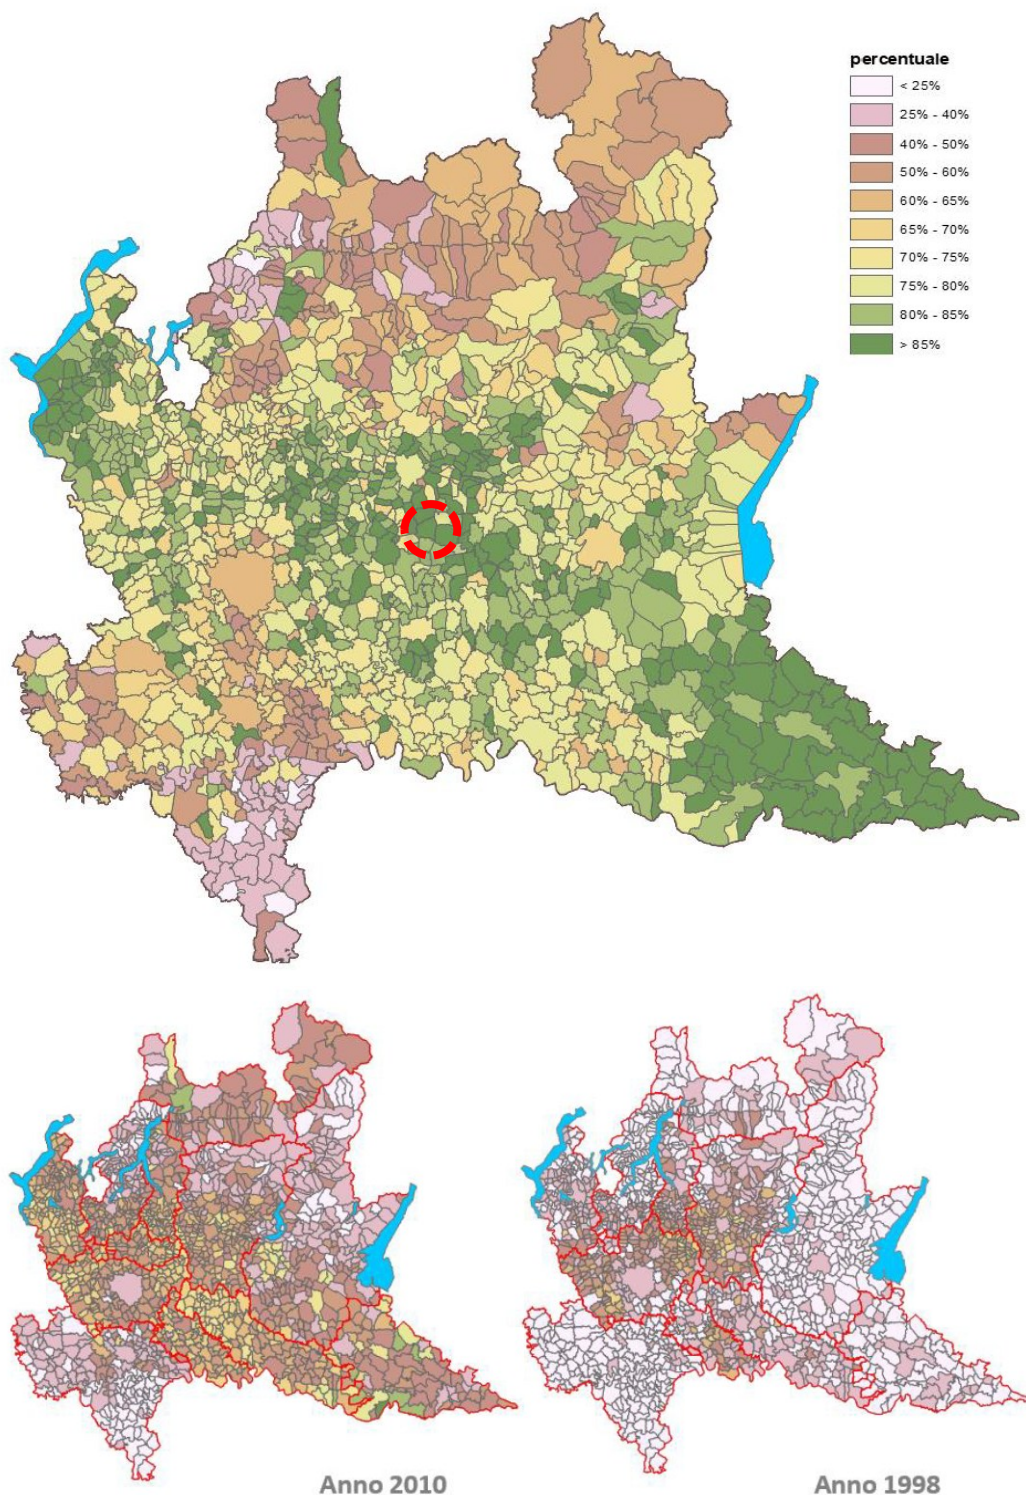 percentuale
< 25%
25% - 40%
40% - 50%
50% - 60%
60% - 65%
65% - 70%
70% - 75%
75% - 80%
80% - 85%
> 85%
Anno 2010
Anno 1998